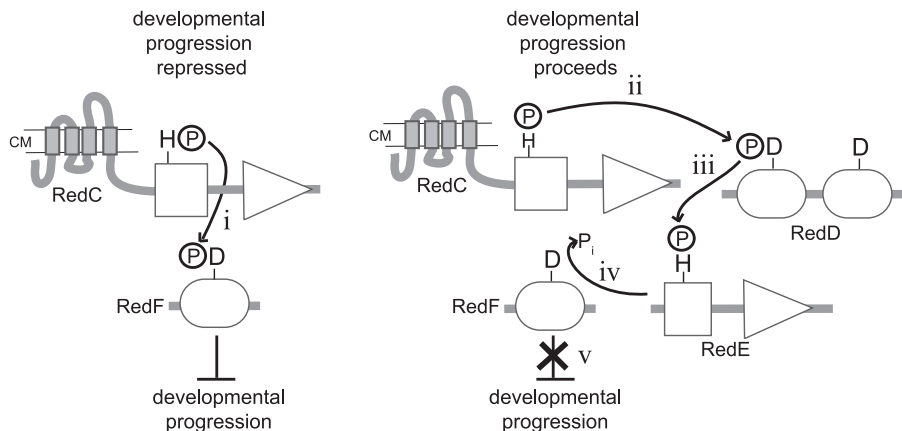 developmental
progression
repressed
CM
H P
RedC
i
P D
RedF
developmental
progression
developmental
progression
proceeds
ii
P
H
CM
RedC
P D
D
iii
RedD
P
H
Pi
D
iv
RedF
RedE
v
developmental
progression